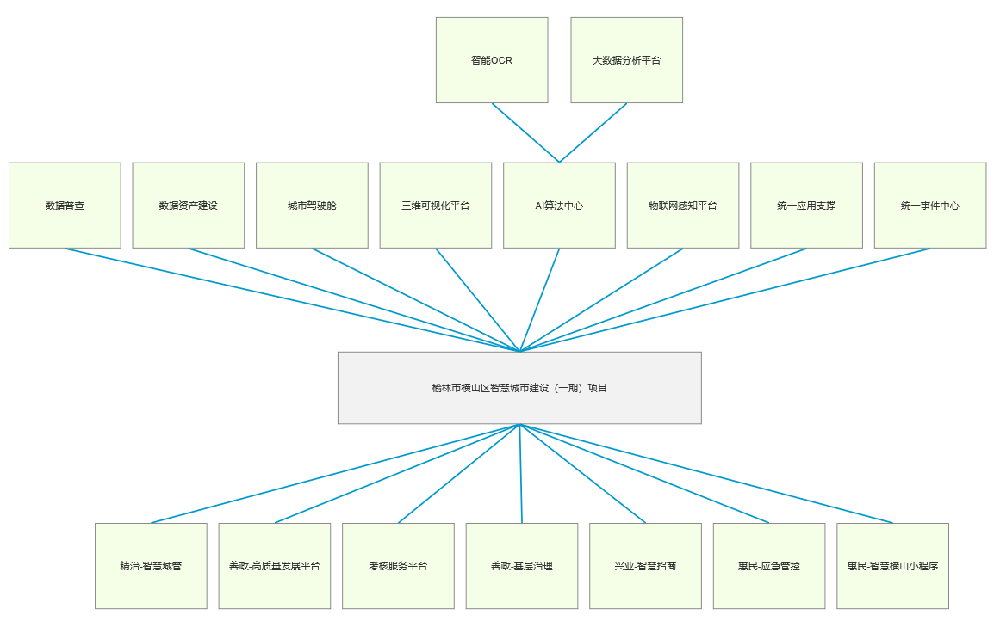 智能OCR
大数据分析平台
数据普查
数据资产建设
城市驾驶舱
三维可视化平台
AI算法中心
物联网感知平台
统一应用支撑
统一事件中心
榆林市横山区智慧城市建设（一期）项目
精治-智慧城管
善政-高质量发展平台
考核服务平台
善政-基层治理
兴业-智慧招商
惠民-应急管控
惠民-智慧横山小程序